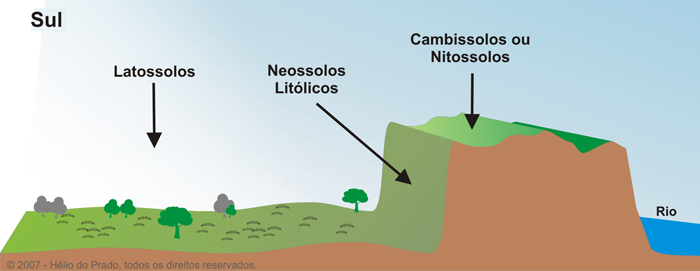 Sul
Latossolos
Neossolos
Litólicos
Cambissolos ou
Nitossolos
Rio
© 2007 - Hélio do Prado, todos os direitos reservados.